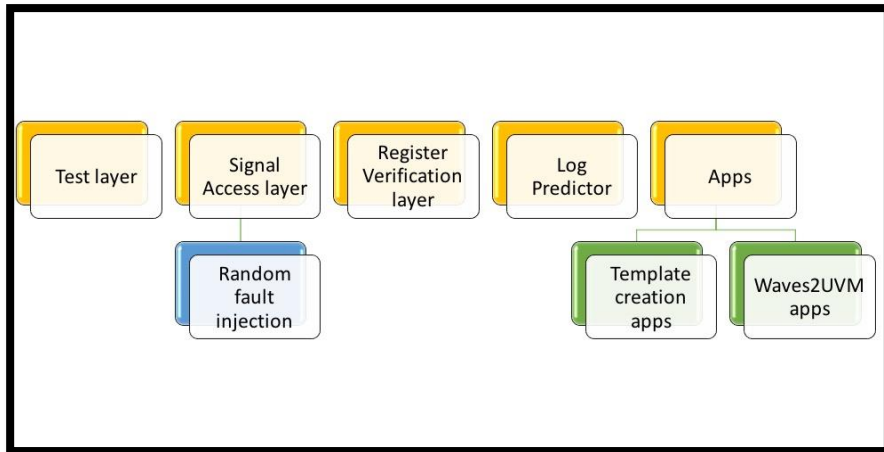 Test layer
Signal
Access layer
Register
Verification
layer
Log
Predictor
Apps
Random
fault
injection
Template
creation
apps
Waves2UVM
apps